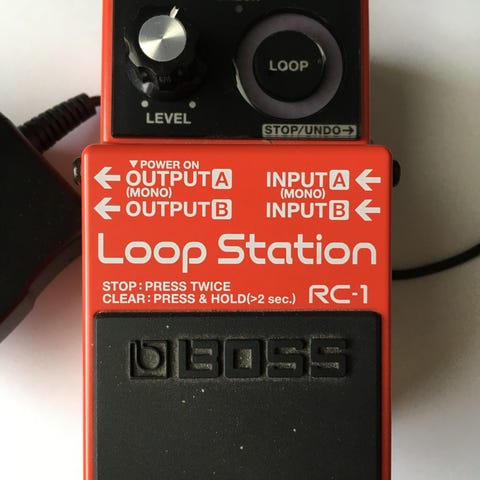 LOOP
LEVEL
STOP/UNDO→
▼POWER ON
← OUTPUT A INPUT A ←
(MONO) (MONO)
← OUTPUT B INPUT B ←
Loop Station
STOP : PRESS TWICE
CLEAR : PRESS & HOLD(>2 sec.) RC-1
BOSS